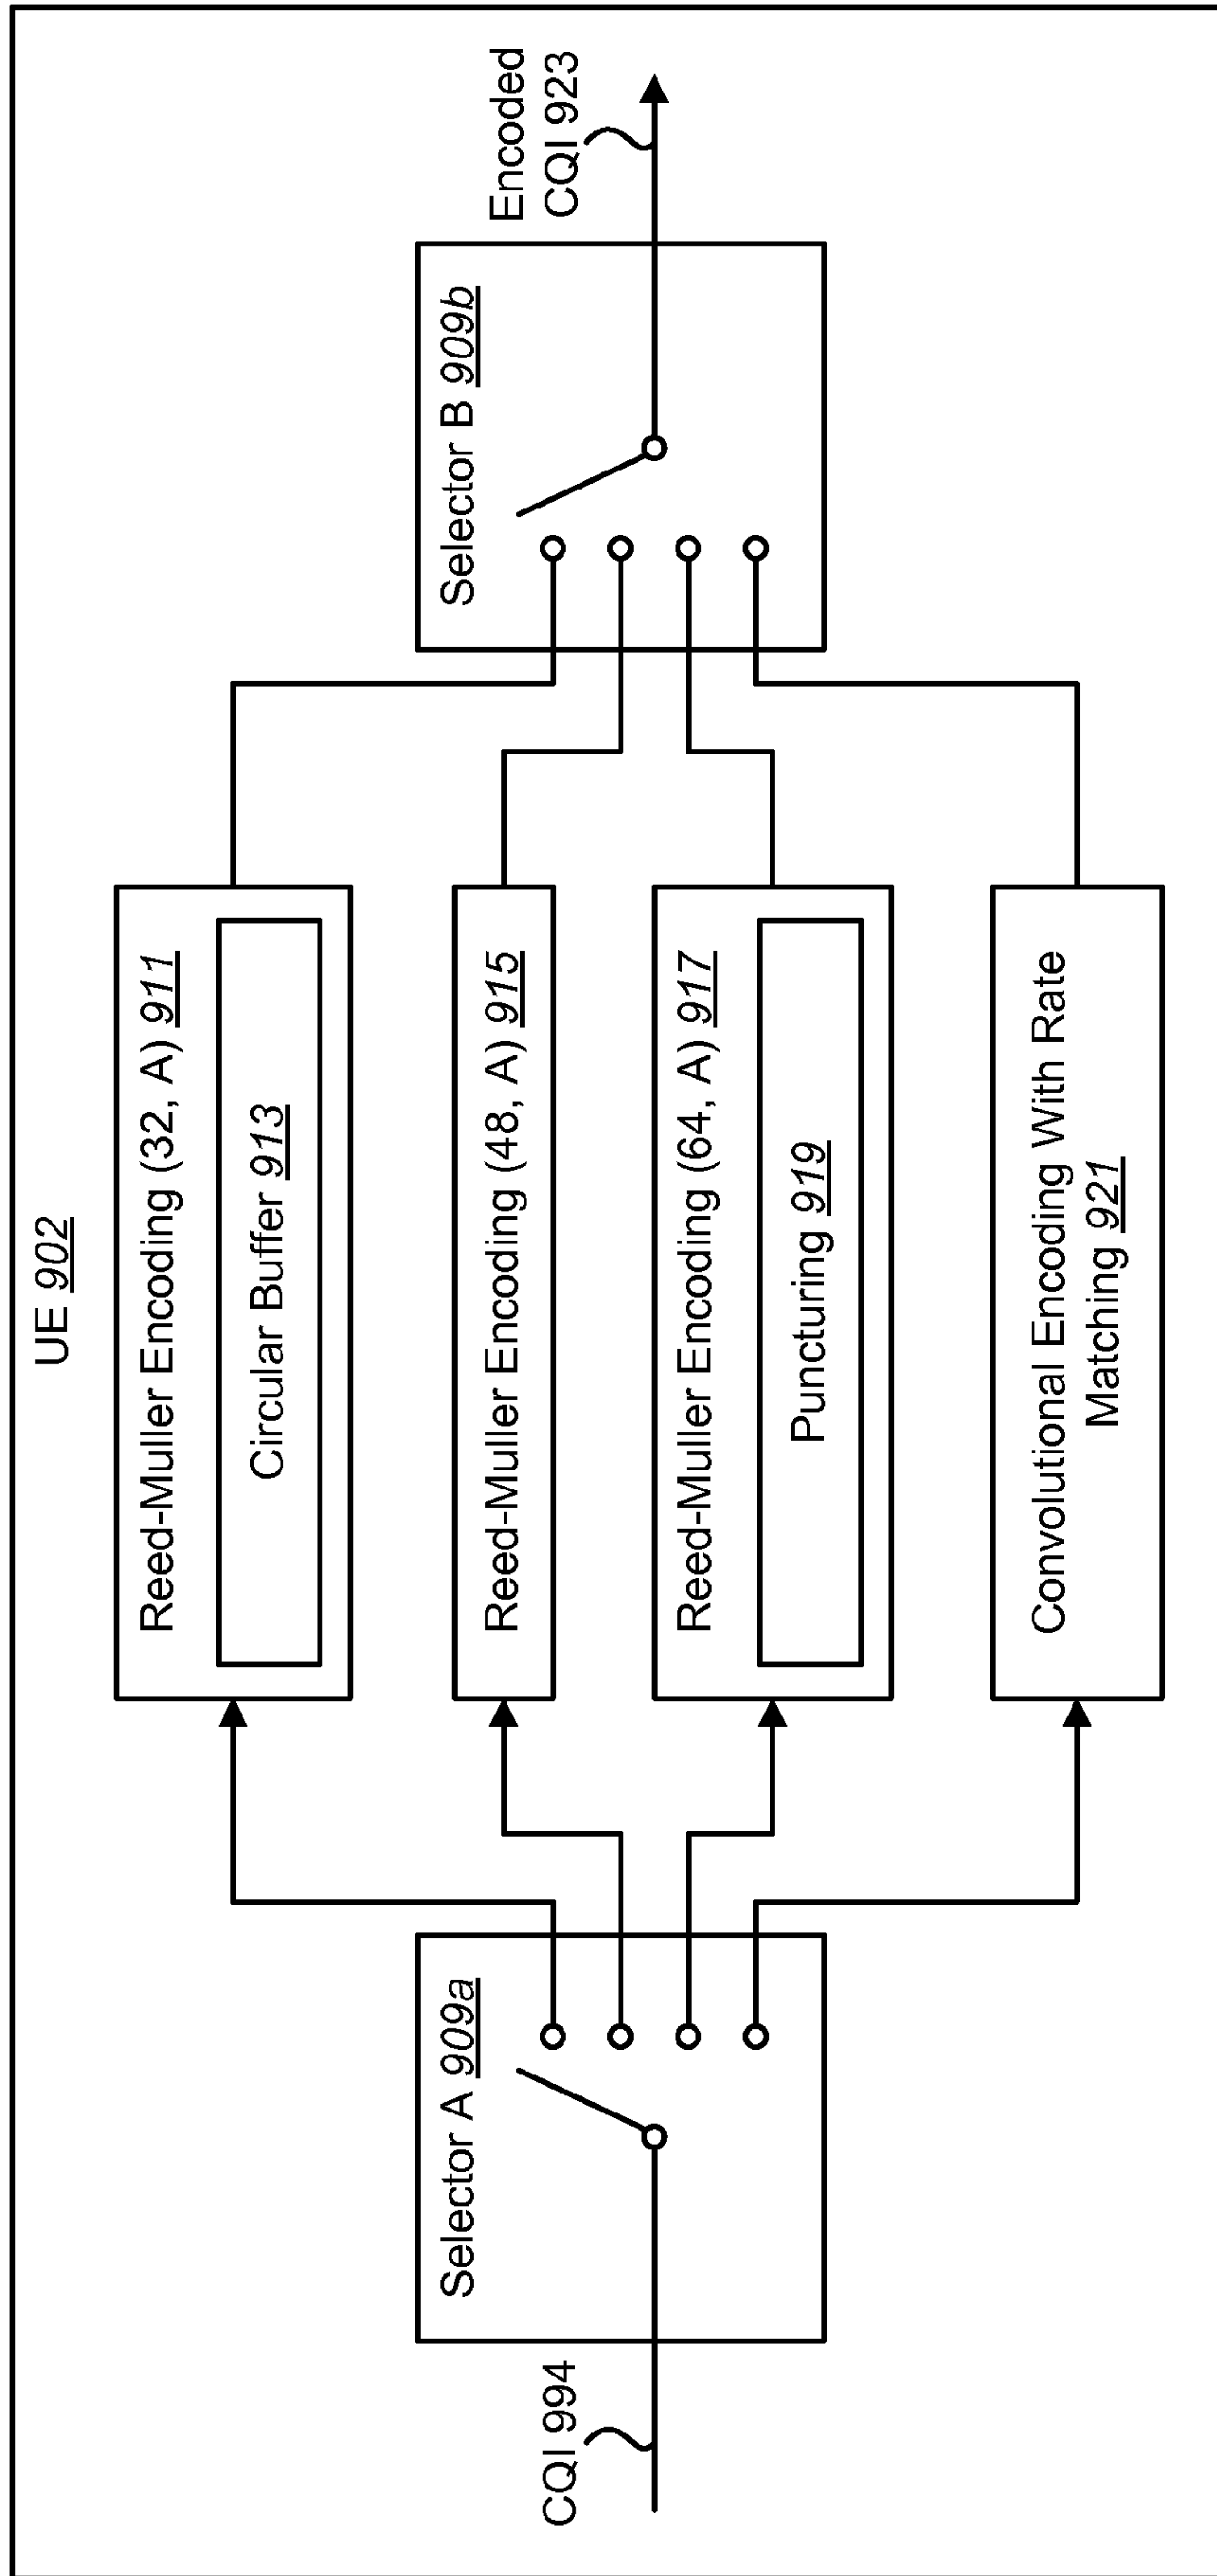 UE 902
CQI 994
Selector A 909a
Reed-Muller Encoding (32, A) 911
Circular Buffer 913
Reed-Muller Encoding (48, A) 915
Reed-Muller Encoding (64, A) 917
Puncturing 919
Convolutional Encoding With Rate
Matching 921
Selector B 909b
Encoded
CQI 923